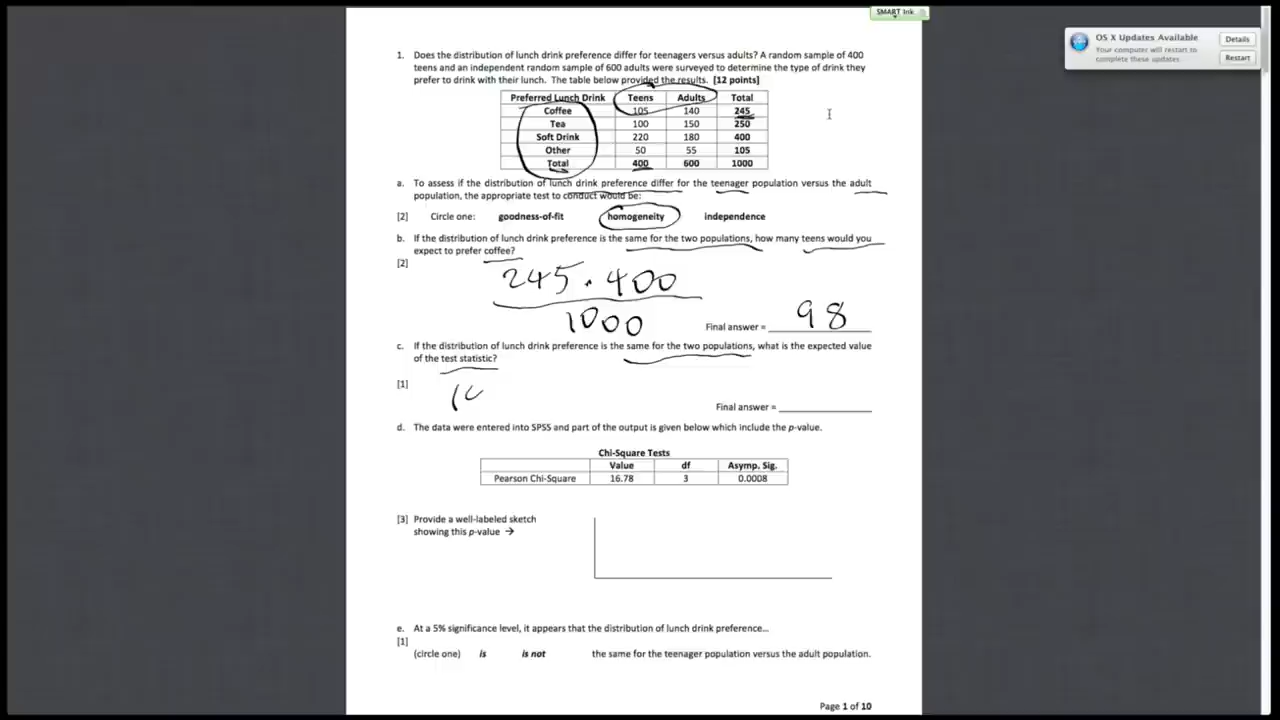 SMART Ink
OS X Updates Available
Your computer will restart to
complete these updates.
Details
Restart
1. Does the distribution of lunch drink preference differ for teenagers versus adults? A random sample of 400
teens and an independent random sample of 600 adults were surveyed to determine the type of drink they
prefer to drink with their lunch. The table below provided the results. [12 points]
Preferred Lunch Drink Teens Adults Total
Coffee 105 140 245
Tea 100 150 250
Soft Drink 220 180 400
Other 50 55 105
Total 400 600 1000
a. To assess if the distribution of lunch drink preference differ for the teenager population versus the adult
population, the appropriate test to conduct would be:
[2] Circle one: goodness-of-fit homogeneity independence
b. If the distribution of lunch drink preference is the same for the two populations, how many teens would you
expect to prefer coffee?
[2]
245 . 400
1000
Final answer = 98
c. If the distribution of lunch drink preference is the same for the two populations, what is the expected value
of the test statistic?
[1]
Final answer =
d. The data were entered into SPSS and part of the output is given below which include the p-value.
Chi-Square Tests
Value df Asymp. Sig.
Pearson Chi-Square 16.78 3 0.0008
[3] Provide a well-labeled sketch
showing this p-value →
e. At a 5% significance level, it appears that the distribution of lunch drink preference...
[1]
(circle one) is is not the same for the teenager population versus the adult population.
Page 1 of 10